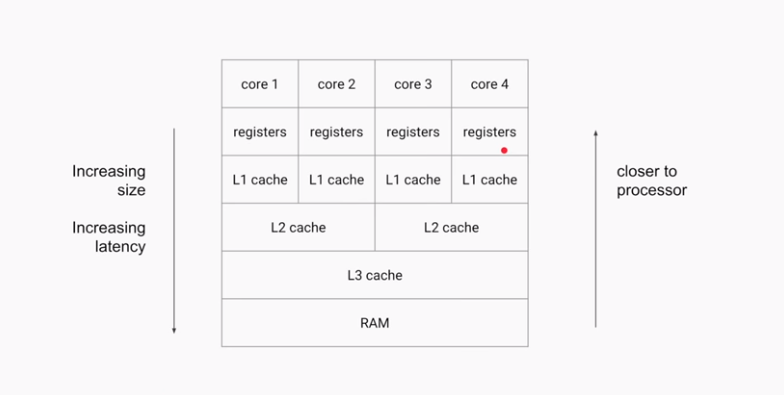 core 1 core 2 core 3 core 4
registers registers registers registers
L1 cache L1 cache L1 cache L1 cache
L2 cache L2 cache
L3 cache
RAM
Increasing
size
Increasing
latency
closer to
processor